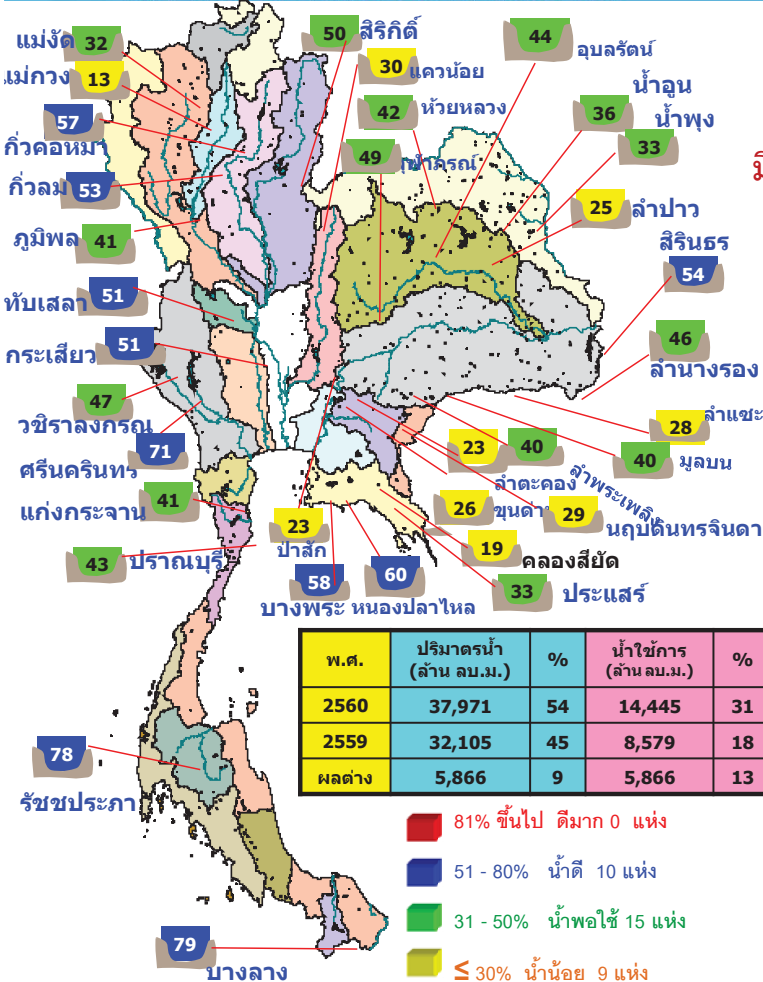 แม่งัด 32
แม่กวง 13
57
กิ่วคอหมา
กิ่วลม 53
ภูมิพล 41
ทับเสลา 51
กระเสียว 51
47
วชิราลงกรณ
71
ศรีนครินทร
แก่งกระจาน 41
43 ปราณบุรี
50 สิริกิติ์
30 แควน้อย
42 ห้วยหลวง
49
44 อุบลรัตน์
น้ำอูน
36 น้ำพุง
33
25 ลำปาว
สิรินธร
54
46
ลำนางรอง
28 ลำแซะ
40 มูลบน
23 40
ลำตะคอง
ลำพระเพลิง
26 ขุนด่าน
29 นฤบดินทรจินดา
19 คลองสียัด
33 ประแสร์
23
ป่าสัก
58 60
บางพระ หนองปลาไหล
78
รัชชประภา
79
บางลาง
พ.ศ. ปริมาตรน้ำ (ล้าน ลบ.ม.) % น้ำใช้การ (ล้าน ลบ.ม.) %
2560 37,971 54 14,445 31
2559 32,105 45 8,579 18
ผลต่าง 5,866 9 5,866 13
81% ขึ้นไป ดีมาก 0 แห่ง
51 - 80% น้ำดี 10 แห่ง
31 - 50% น้ำพอใช้ 15 แห่ง
≤ 30% น้ำน้อย 9 แห่ง